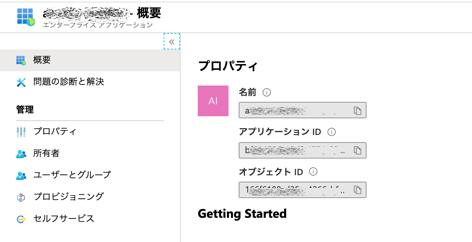 - 概要
エンタープライズ アプリケーション
«
概要
問題の診断と解決
管理
プロパティ
所有者
ユーザーとグループ
プロビジョニング
セルフサービス
プロパティ
AI
名前
a
アプリケーション ID
b
オブジェクト ID
Getting Started